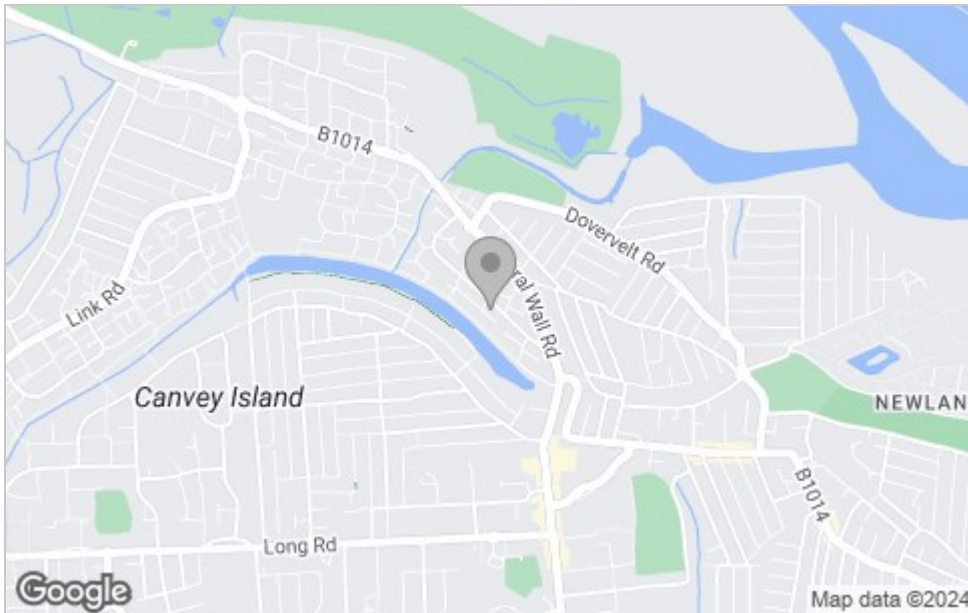 B1014
Dovervelt Rd
ral Wall Rd
Link Rd
Canvey Island
NEWLAN
B1014
Long Rd
Google
Map data ©2024